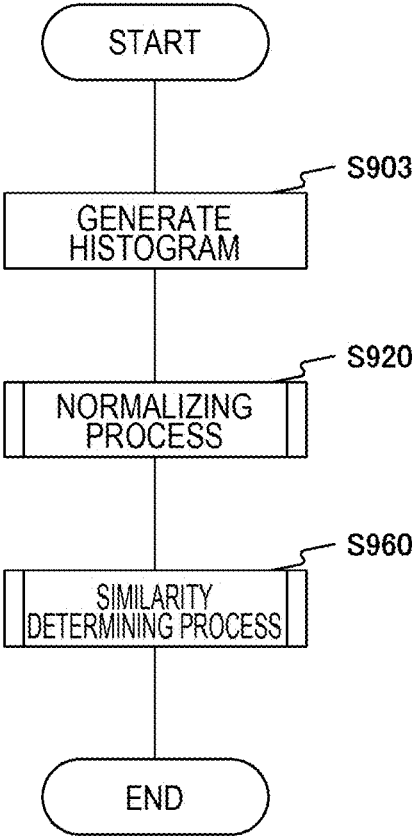 START
S903
GENERATE
HISTOGRAM
S920
NORMALIZING
PROCESS
S960
SIMILARITY
DETERMINING PROCESS
END